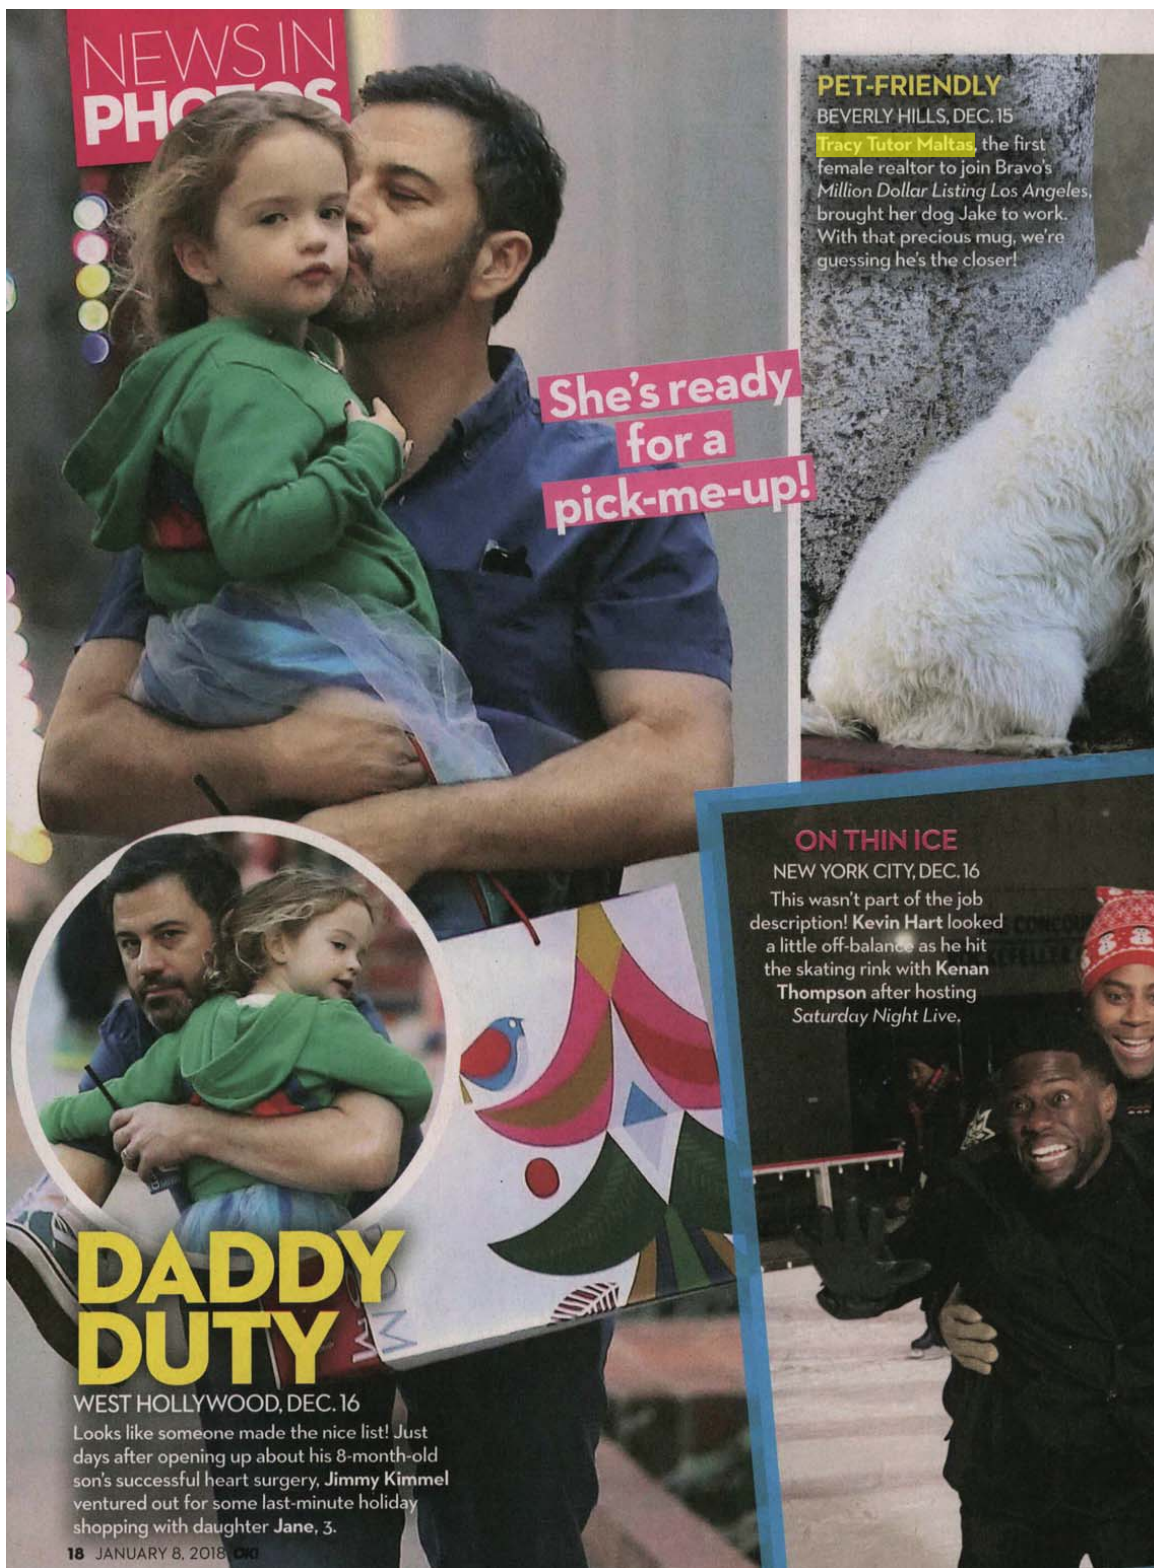 NEWS IN
PHOTOS
PET-FRIENDLY
BEVERLY HILLS, DEC. 15
Tracy Tutor Maltas, the first
female realtor to join Bravo's
Million Dollar Listing Los Angeles,
brought her dog Jake to work.
With that precious mug, we're
guessing he's the closer!
She's ready
for a
pick-me-up!
ON THIN ICE
NEW YORK CITY, DEC. 16
This wasn't part of the job
description! Kevin Hart looked
a little off-balance as he hit
the skating rink with Kenan
Thompson after hosting
Saturday Night Live.
DADDY
DUTY
WEST HOLLYWOOD, DEC. 16
Looks like someone made the nice list! Just
days after opening up about his 8-month-old
son's successful heart surgery, Jimmy Kimmel
ventured out for some last-minute holiday
shopping with daughter Jane, 3.
18 JANUARY 8, 2018 OK!